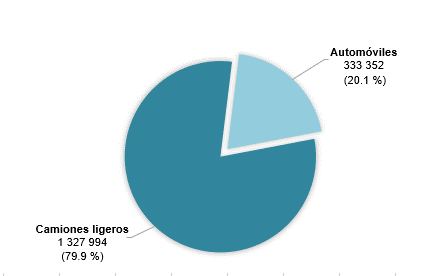 Automóviles
333 352
(20.1 %)
Camiones ligeros
1 327 994
(79.9 %)